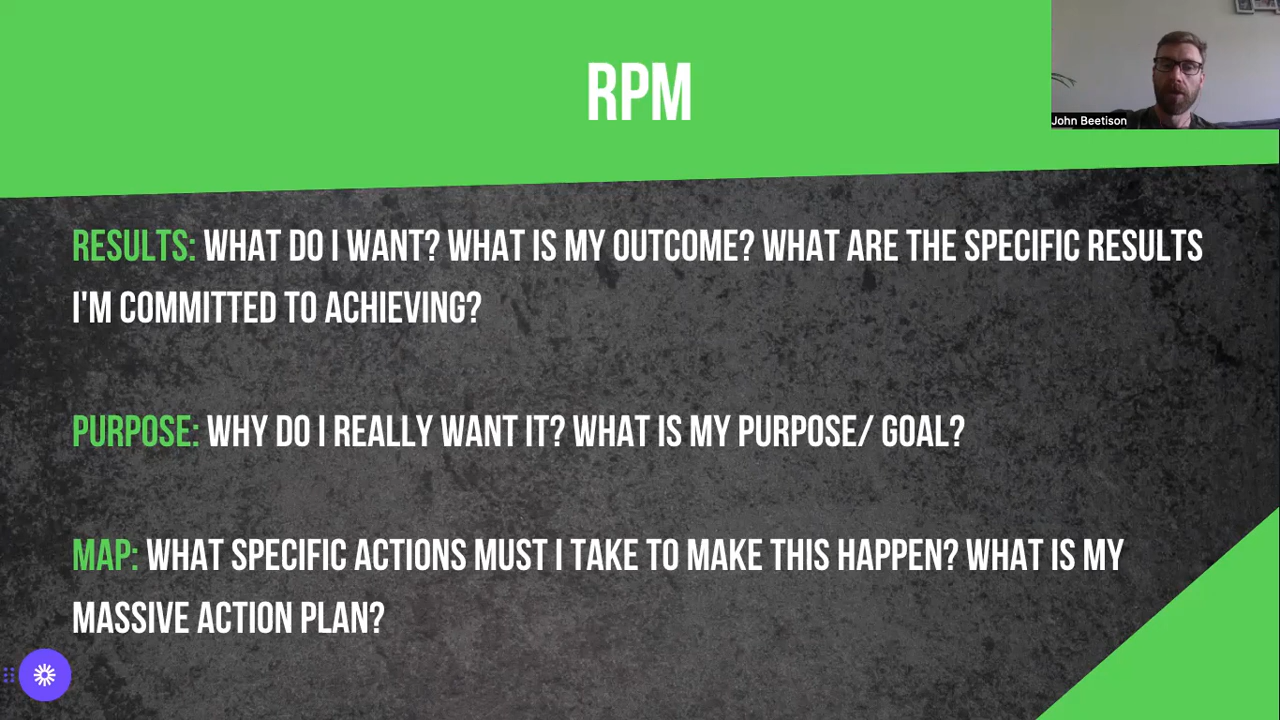 RPM
John Beetison
RESULTS: WHAT DO I WANT? WHAT IS MY OUTCOME? WHAT ARE THE SPECIFIC RESULTS
I'M COMMITTED TO ACHIEVING?
PURPOSE: WHY DO I REALLY WANT IT? WHAT IS MY PURPOSE/ GOAL?
MAP: WHAT SPECIFIC ACTIONS MUST I TAKE TO MAKE THIS HAPPEN? WHAT IS MY
MASSIVE ACTION PLAN?